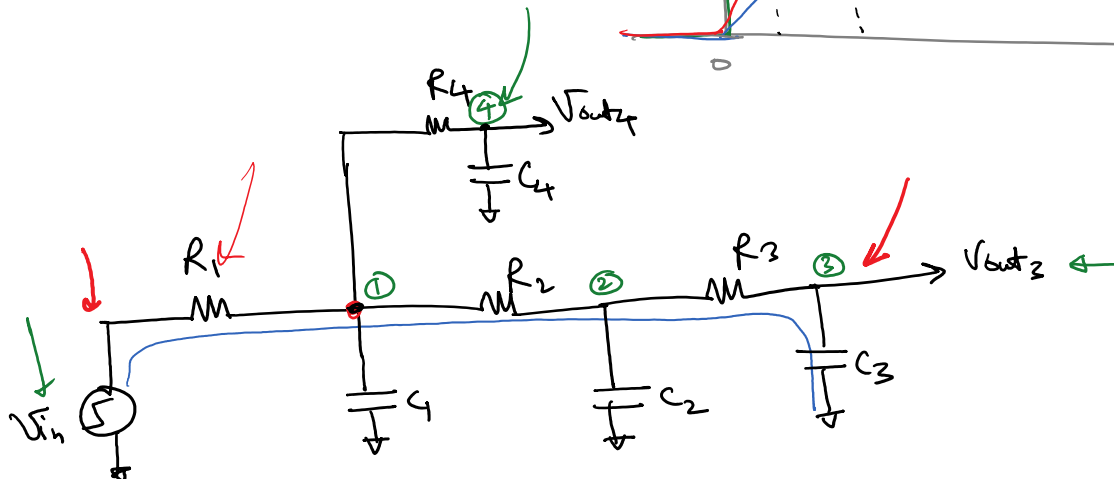 0
R4 ④ Vout4
C4
R1 ① R2 ② R3 ③ Vout3
Vin C1 C2 C3